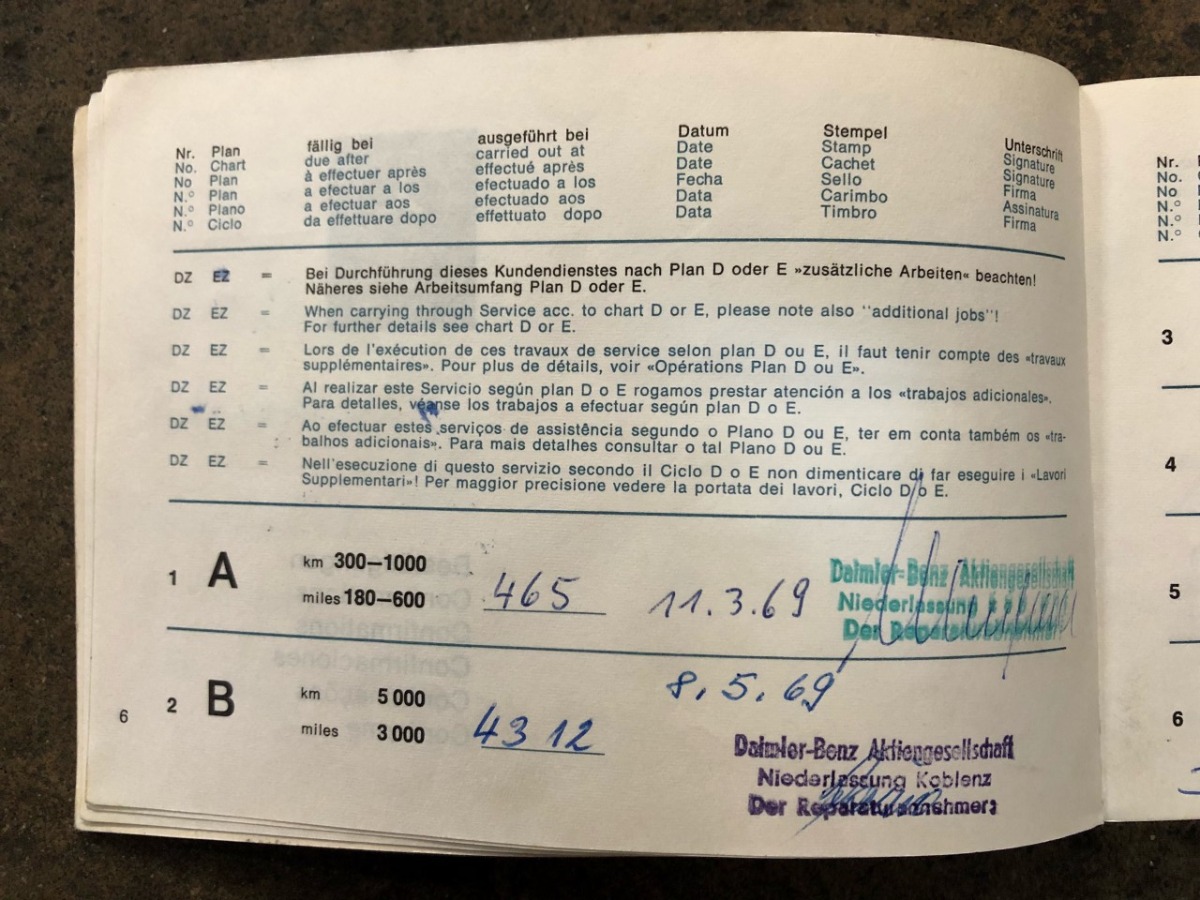 Nr. Plan fällig bei ausgeführt bei Datum Stempel Unterschrift
No. Chart due after carried out at Date Stamp Signature
No Plan à effectuer après effectué après Date Cachet Signature
N.° Plan a efectuar a los efectuado a los Fecha Sello Firma
N.° Plano a efectuar aos efectuado aos Data Carimbo Assinatura
N.° Ciclo da effettuare dopo effettuato dopo Data Timbro Firma
DZ EZ = Bei Durchführung dieses Kundendienstes nach Plan D oder E »zusätzliche Arbeiten« beachten!
Näheres siehe Arbeitsumfang Plan D oder E.
DZ EZ = When carrying through Service acc. to chart D or E, please note also "additional jobs"!
For further details see chart D or E.
DZ EZ = Lors de l'exécution de ces travaux de service selon plan D ou E, il faut tenir compte des «travaux
supplémentaires». Pour plus de détails, voir «Opérations Plan D ou E».
DZ EZ = Al realizar este Servicio según plan D o E rogamos prestar atención a los «trabajos adicionales».
Para detalles, véanse los trabajos a efectuar según plan D o E.
DZ EZ = Ao efectuar estes serviços de assistência segundo o Plano D ou E, ter em conta também os «tra-
balhos adicionais». Para mais detalhes consultar o tal Plano D ou E.
DZ EZ = Nell'esecuzione di questo servizio secondo il Ciclo D o E non dimenticare di far eseguire i «Lavori
Supplementari»! Per maggior precisione vedere la portata dei lavori, Ciclo D o E.
1 A km 300–1000
miles 180–600 465 11.3.69
Daimler-Benz Aktiengesellschaft
Niederlassung
Der
2 B km 5 000
miles 3 000 4312 8.5.69
Daimler-Benz Aktiengesellschaft
Niederlassung Koblenz
Der Reparaturannehmer:
6
Nr.
No.
No
N.°
N.°
N.°
3
4
5
6